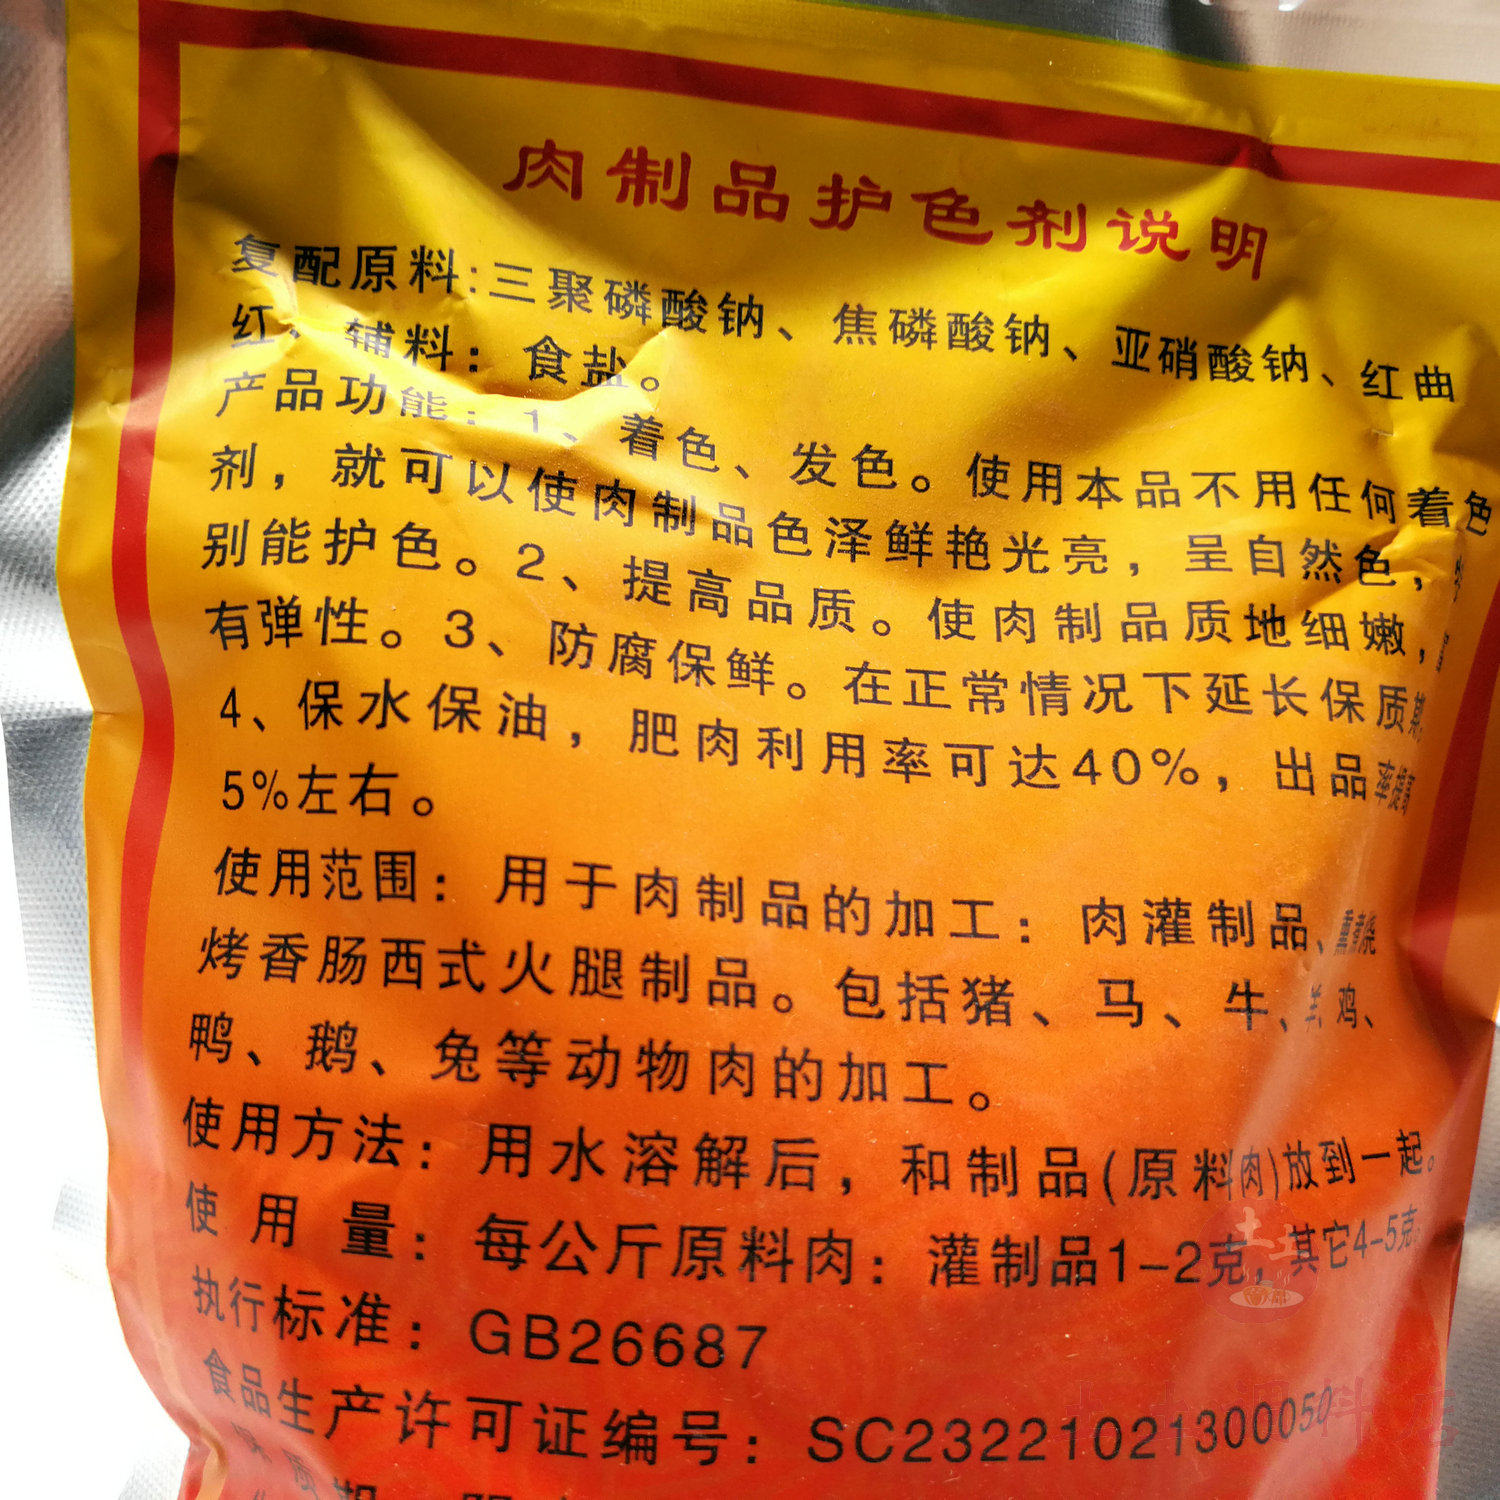 肉制品护色剂说明
复配原料:三聚磷酸钠、焦磷酸钠、亚硝酸钠、红曲
红, 辅料：食盐。
产品功能：1、着色、发色。使用本品不用任何着色
剂，就可以使肉制品色泽鲜艳光亮，呈自然色，
别能护色。2、提高品质。使肉制品质地细嫩，
有弹性。3、防腐保鲜。在正常情况下延长保质期
4、保水保油，肥肉利用率可达40%，出品率提高
5%左右。
使用范围：用于肉制品的加工：肉灌制品、熏烤烧
烤香肠西式火腿制品。包括猪、马、牛、羊、鸡、
鸭、鹅、兔等动物肉的加工。
使用方法：用水溶解后，和制品(原料肉)放到一起。
使用量：每公斤原料肉：灌制品1-2克，其它4-5克。
执行标准：GB26687
食品生产许可证编号：SC23221021300050
料店